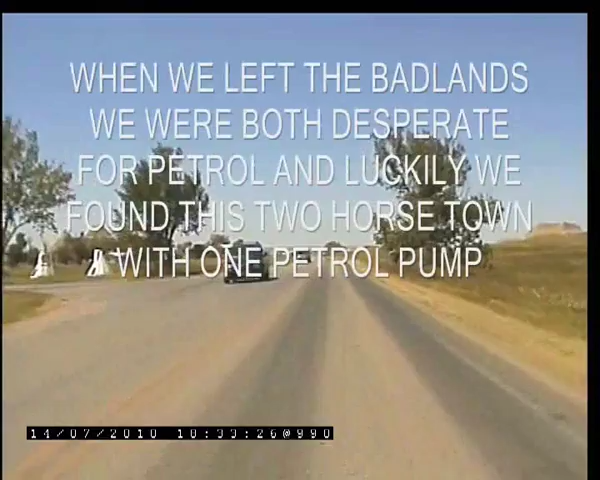 WHEN WE LEFT THE BADLANDS
WE WERE BOTH DESPERATE
FOR PETROL AND LUCKILY WE
FOUND THIS TWO HORSE TOWN
WITH ONE PETROL PUMP
14/07/2010 18:33:26@990